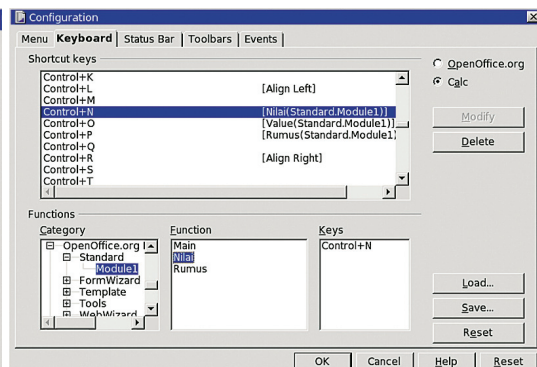 Configuration
Menu Keyboard Status Bar Toolbars Events
Shortcut keys
Control+K
Control+L [Align Left]
Control+M
Control+N [Nilai(Standard.Module1)]
Control+O [Value(Standard.Module1)]
Control+P [Rumus(Standard.Module1)
Control+Q
Control+R [Align Right]
Control+S
Control+T
OpenOffice.org
Calc
Modify
Delete
Functions
Category
OpenOffice.org
Standard
Module1
FormWizard
Template
Tools
WebWizard
Function
Main
Nilai
Rumus
Keys
Control+N
Load...
Save...
Reset
OK Cancel Help Reset